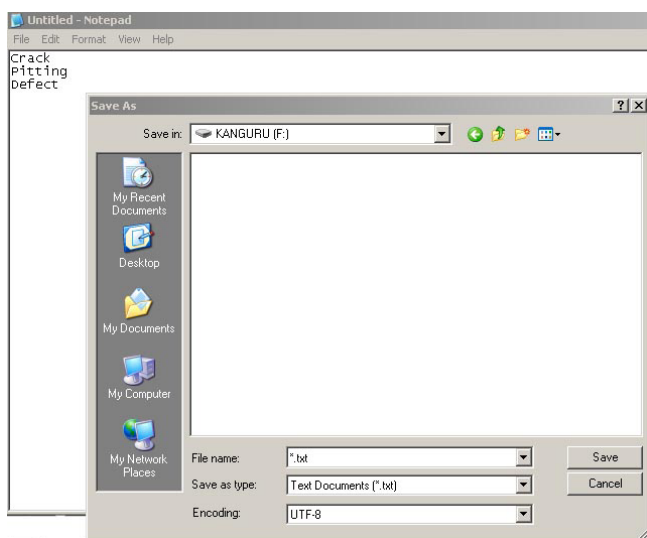 Untitled - Notepad
File Edit Format View Help
Crack
Pitting
Defect
Save As
Save in: KANGURU (F:)
My Recent
Documents
Desktop
My Documents
My Computer
My Network
Places
File name: *.txt Save
Save as type: Text Documents (*.txt) Cancel
Encoding: UTF-8